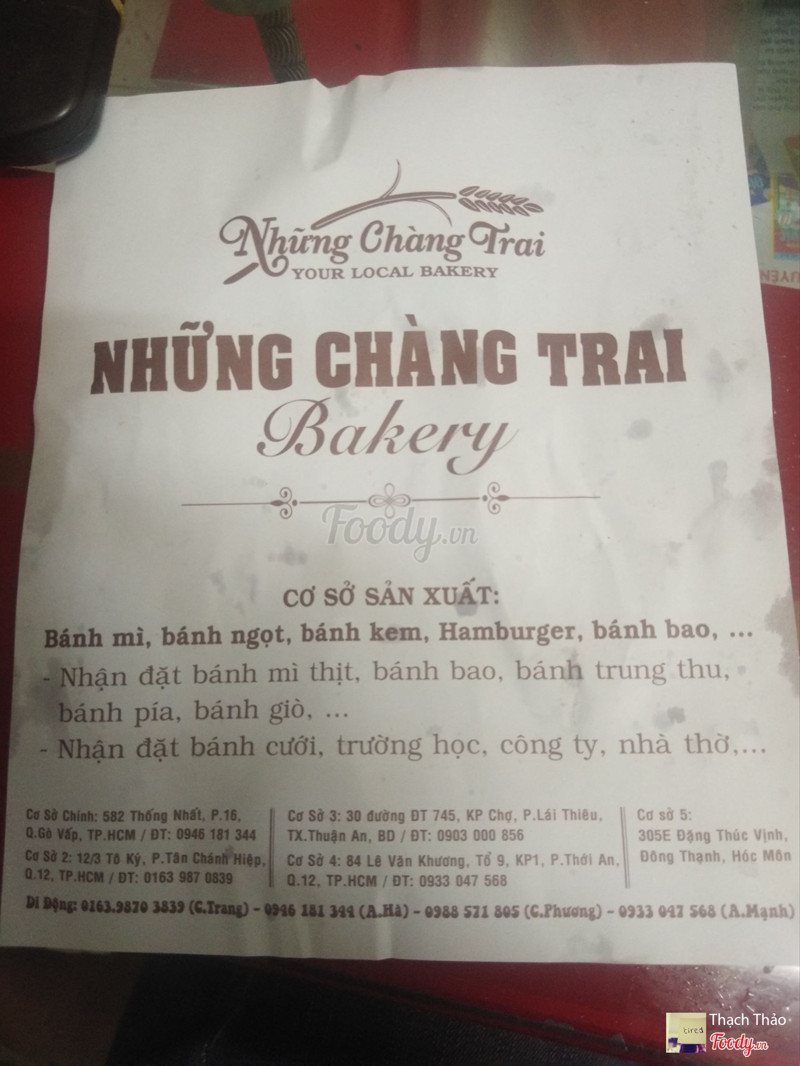 Những Chàng Trai
YOUR LOCAL BAKERY
NHỮNG CHÀNG TRAI
Bakery
Foody.vn
CƠ SỞ SẢN XUẤT:
Bánh mì, bánh ngọt, bánh kem, Hamburger, bánh bao, ...
- Nhận đặt bánh mì thịt, bánh bao, bánh trung thu,
bánh pía, bánh giò, ...
- Nhận đặt bánh cưới, trường học, công ty, nhà thờ,...
Cơ Sở Chính: 582 Thống Nhất, P.16,
Q.Gò Vấp, TP.HCM / ĐT: 0946 181 344
Cơ Sở 2: 12/3 Tô Ký, P.Tân Chánh Hiệp,
Q.12, TP.HCM / ĐT: 0163 987 0839
Cơ Sở 3: 30 đường ĐT 745, KP Chợ, P.Lái Thiêu,
TX.Thuận An, BD / ĐT: 0903 000 856
Cơ Sở 4: 84 Lê Văn Khương, Tổ 9, KP1, P.Thới An,
Q.12, TP.HCM / ĐT: 0933 047 568
Cơ sở 5:
305E Đặng Thúc Vịnh,
Đông Thạnh, Hóc Môn
Di Động: 0163.9870 3839 (C.Trang) - 0946 181 344 (A.Hà) - 0988 571 805 (C.Phương) - 0933 047 568 (A.Mạnh)
tired
Thạch Thảo
Foody.vn